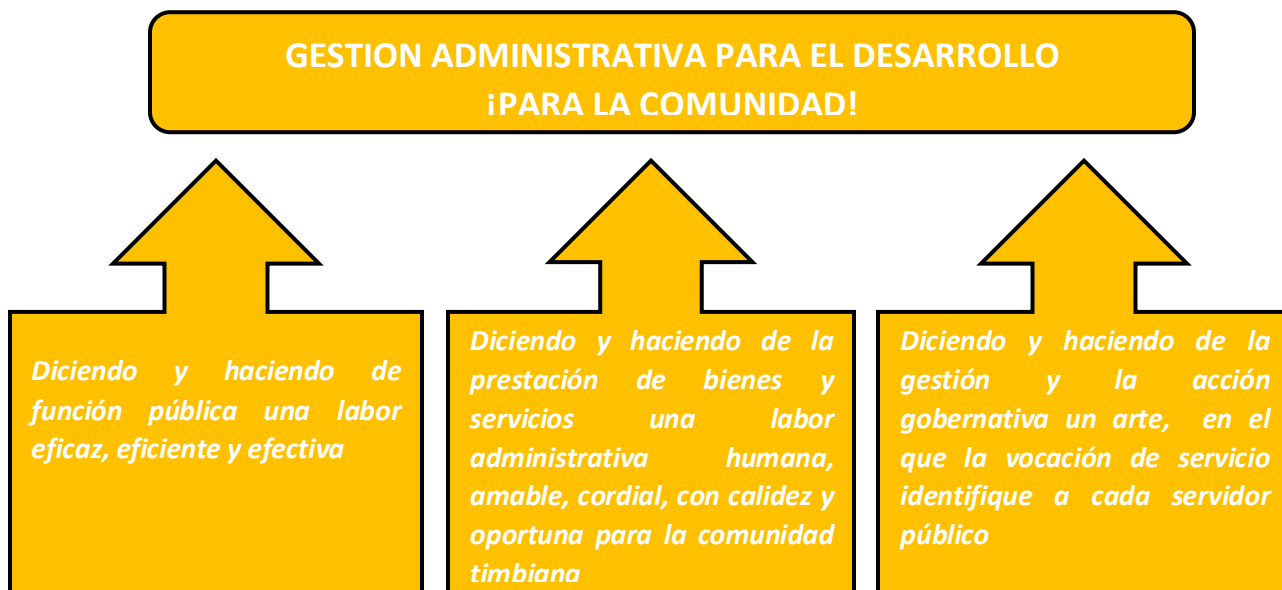 GESTION ADMINISTRATIVA PARA EL DESARROLLO
¡PARA LA COMUNIDAD!
Diciendo y haciendo de
función pública una labor
eficaz, eficiente y efectiva
Diciendo y haciendo de la
prestación de bienes y
servicios una labor
administrativa humana,
amable, cordial, con calidez y
oportuna para la comunidad
timbiana
Diciendo y haciendo de la
gestión y la acción
gobernativa un arte, en el
que la vocación de servicio
identifique a cada servidor
público